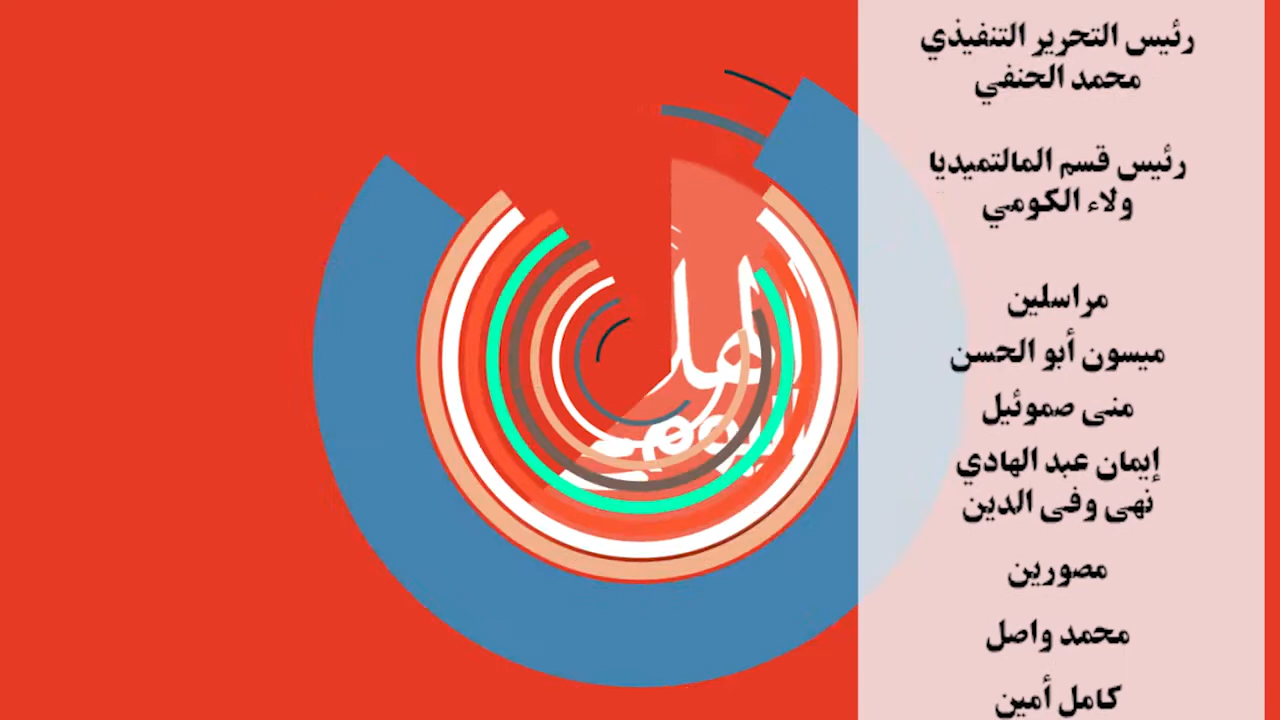 رئيس التحرير التنفيذي
محمد الحنفي
رئيس قسم المالتميديا
ولاء الكومي
مراسلين
ميسون أبو الحسن
منى صموئيل
إيمان عبد الهادي
نهى وفى الدين
مصورين
محمد واصل
كامل أمين